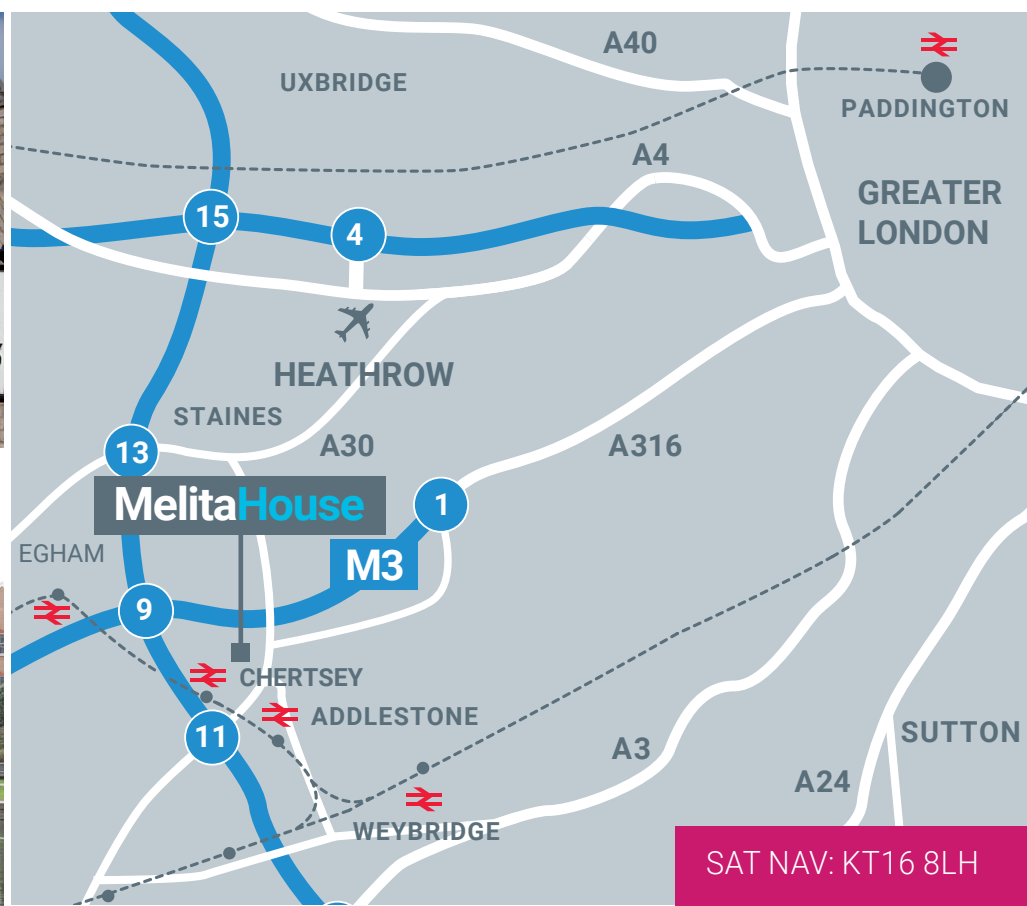 A40
UXBRIDGE
PADDINGTON
A4
GREATER
LONDON
15
4
HEATHROW
STAINES
A30
A316
13
MelitaHouse
1
EGHAM
M3
9
CHERTSEY
ADDLESTONE
11
SUTTON
A3
A24
WEYBRIDGE
SAT NAV: KT16 8LH